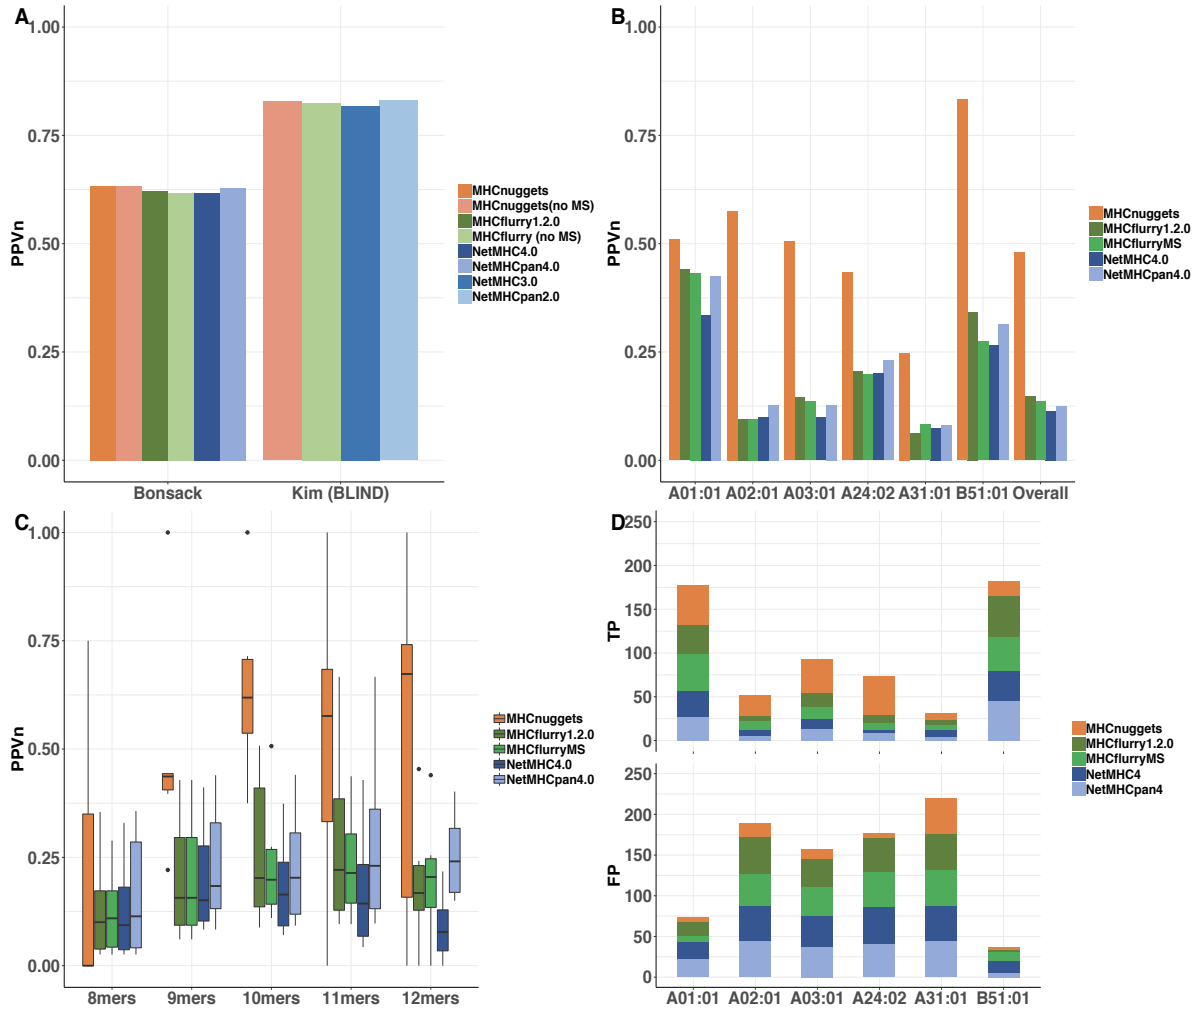 A
1.00
0.75
0.50
0.25
0.00
PPVn
Bonsack
Kim (BLIND)
MHCnuggets
MHCnuggets(no MS)
MHCflurry1.2.0
MHCflurry (no MS)
NetMHC4.0
NetMHCpan4.0
NetMHC3.0
NetMHCpan2.0
B
1.00
0.75
0.50
0.25
0.00
PPVn
A01:01 A02:01 A03:01 A24:02 A31:01 B51:01 Overall
MHCnuggets
MHCflurry1.2.0
MHCflurryMS
NetMHC4.0
NetMHCpan4.0
C
1.00
0.75
0.50
0.25
0.00
PPVn
8mers 9mers 10mers 11mers 12mers
MHCnuggets
MHCflurry1.2.0
MHCflurryMS
NetMHC4.0
NetMHCpan4.0
D
250
200
150
100
50
0
TP
250
200
150
100
50
0
FP
A01:01 A02:01 A03:01 A24:02 A31:01 B51:01
MHCnuggets
MHCflurry1.2.0
MHCflurryMS
NetMHC4
NetMHCpan4